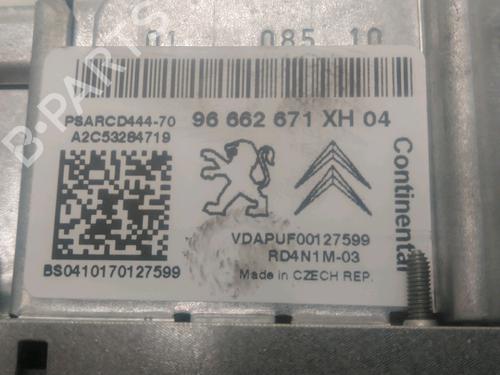 01 085 10
PSARCD444-70
A2C53284719
96 662 671 XH 04
Continental
VDAPUF00127599
RD4N1M-03
Made in CZECH REP.
BS0410170127599
B-PARTS